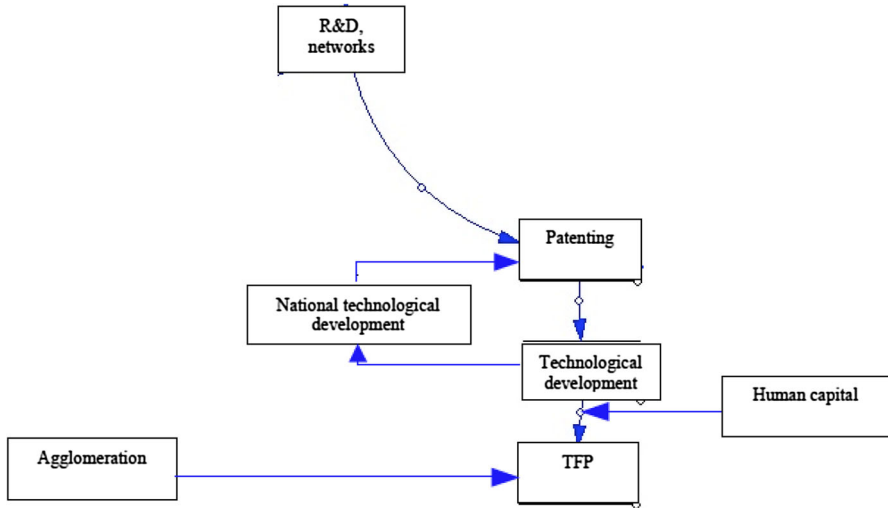 R&D,
networks
Patenting
National technological
development
Technological
development
Human capital
Agglomeration
TFP